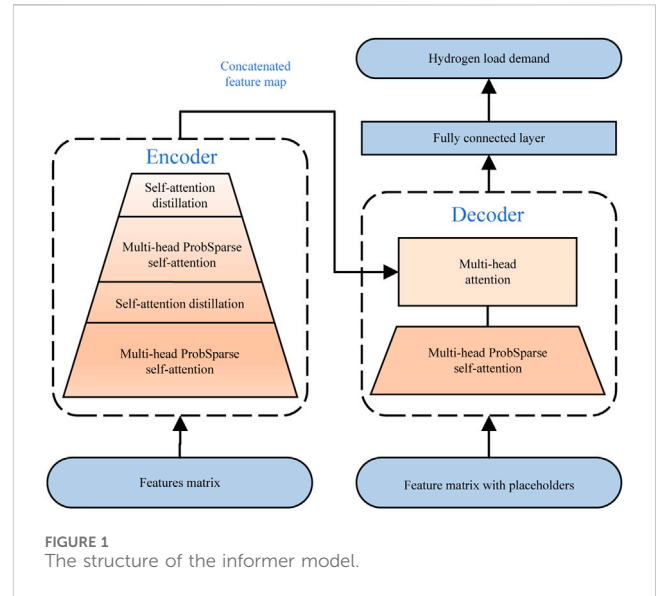 Concatenated
feature map
Encoder
Self-attention
distillation
Multi-head ProbSparse
self-attention
Self-attention distillation
Multi-head ProbSparse
self-attention
Features matrix
Hydrogen load demand
Fully connected layer
Decoder
Multi-head
attention
Multi-head ProbSparse
self-attention
Feature matrix with placeholders
FIGURE 1
The structure of the informer model.